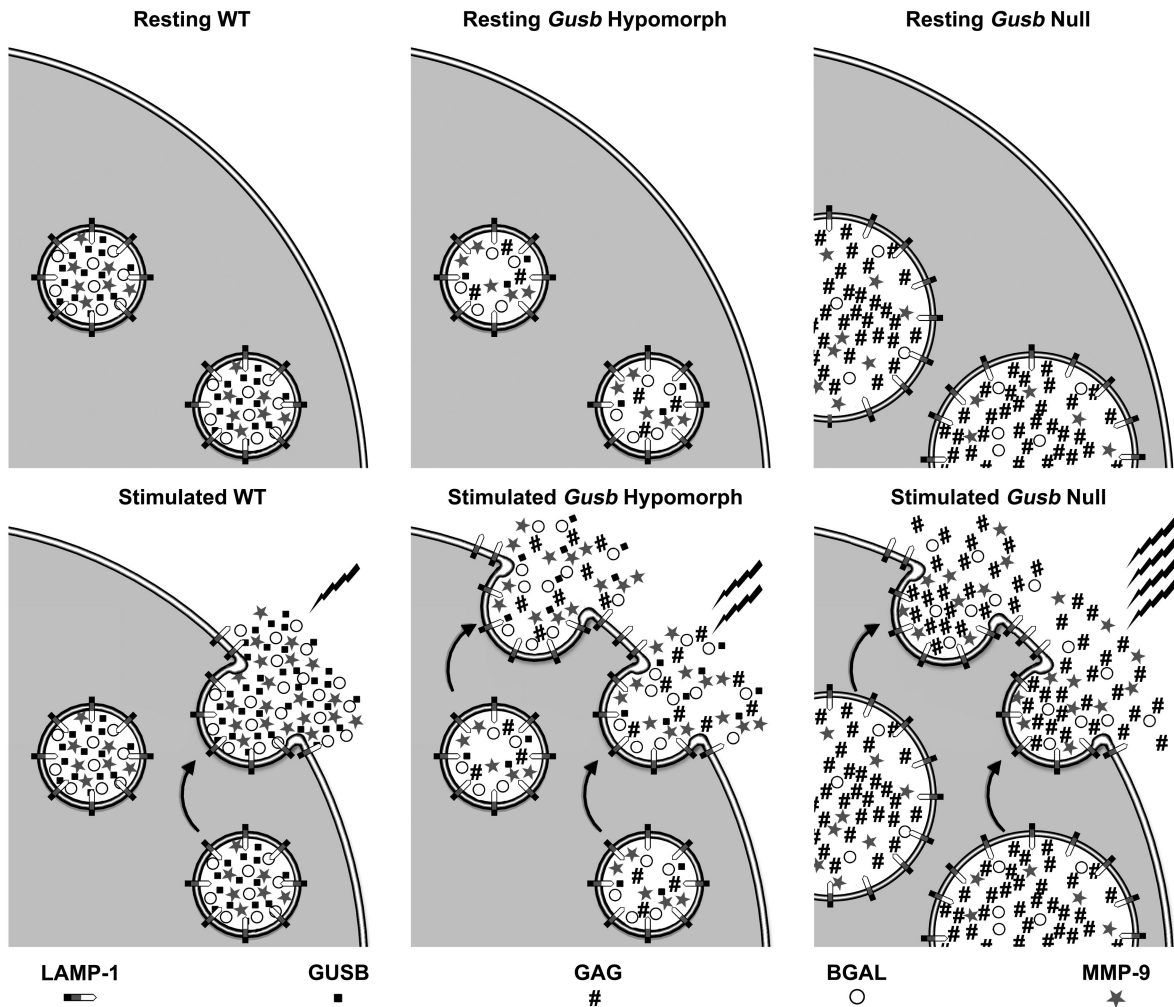 Resting WT
Resting Gusb Hypomorph
Resting Gusb Null
Stimulated WT
Stimulated Gusb Hypomorph
Stimulated Gusb Null
LAMP-1
GUSB
GAG
BGAL
MMP-9
#